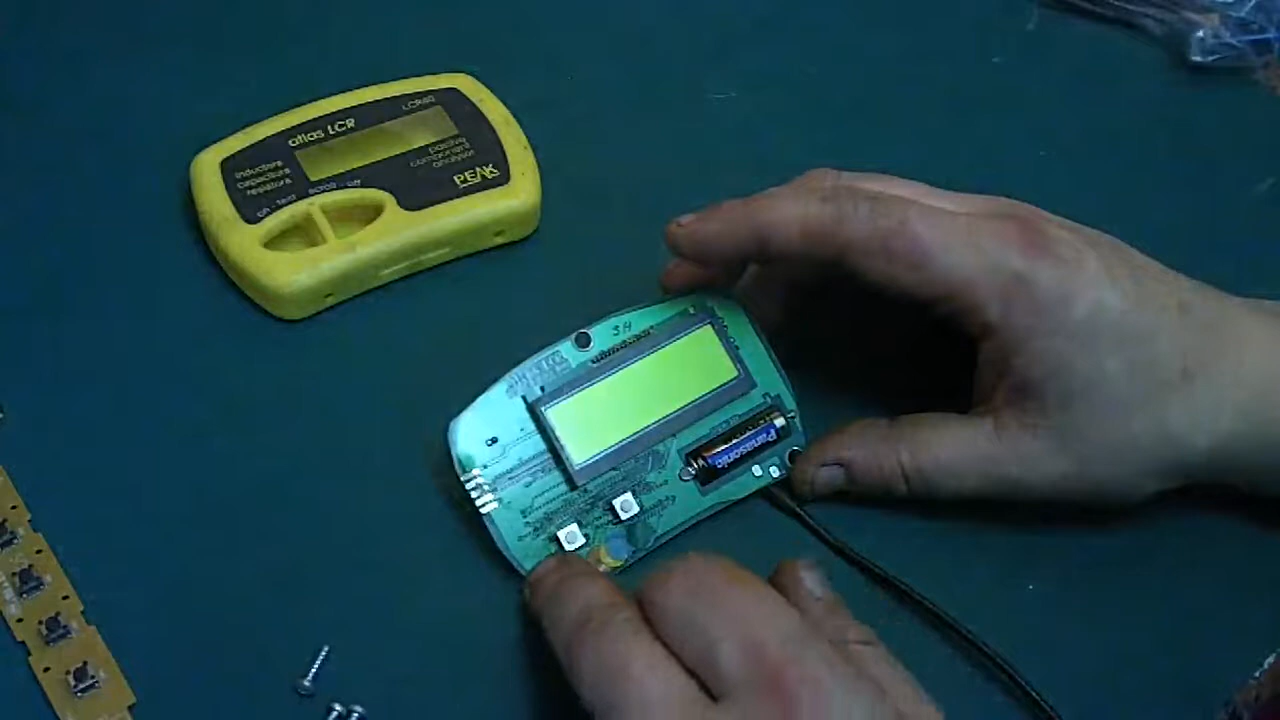 LCR40
atlas LCR
inductors
capacitors
resistors
passive
component
analyser
on - test
scroll - off
PEAK
SH
Panasonic